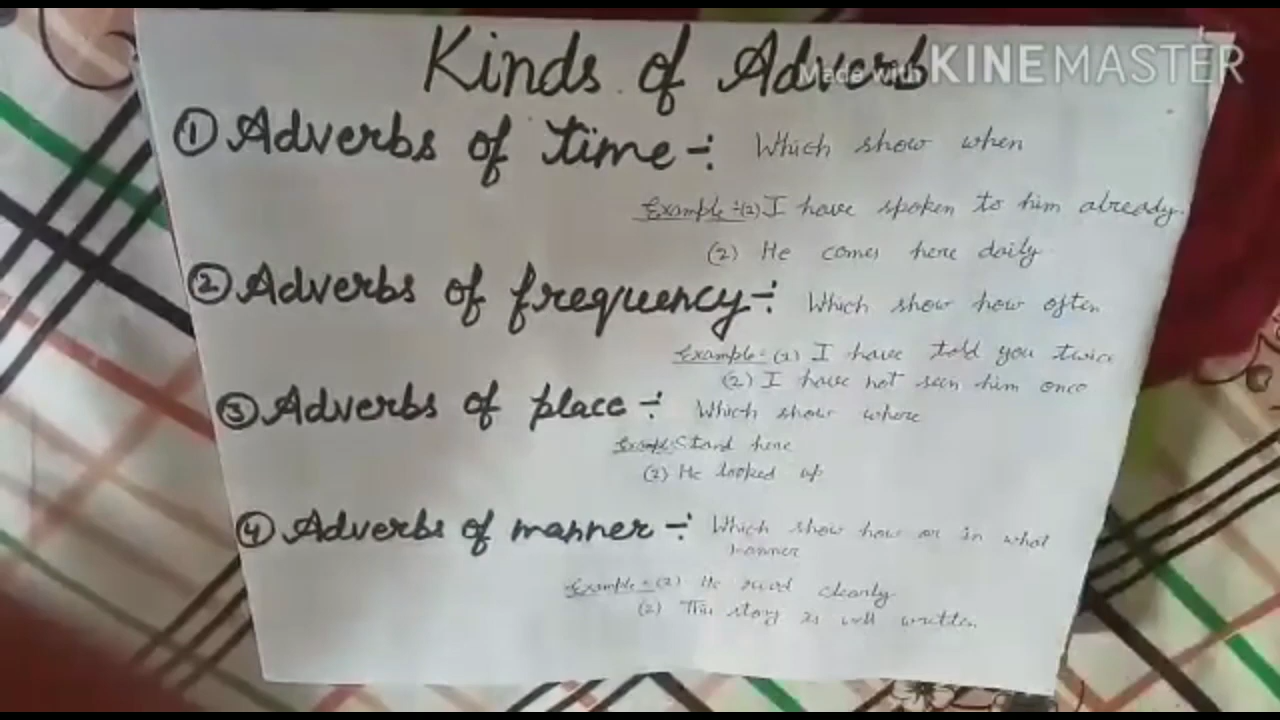 Kinds of Adverb
Made with KINEMASTER
① Adverbs of time -: Which show when
Example :-(2) I have spoken to him already.
(2) He comes here daily
② Adverbs of frequency -: Which show how often
Example - (1) I have told you twice
(2) I have not seen him once
③ Adverbs of place -: Which show where
Exampl: Stand here
(2) He looked up
④ Adverbs of manner -: Which show how or in what
manner
Example - (1) He read clearly
(2) This story is well written.